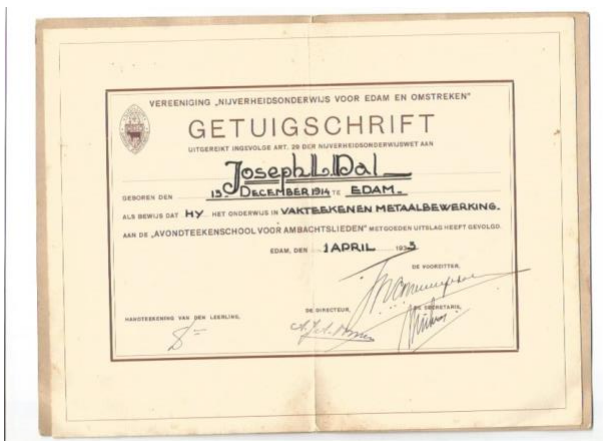 VEREENIGING „NIJVERHEIDSONDERWIJS VOOR EDAM EN OMSTREKEN"
GETUIGSCHRIFT
UITGEREIKT INGEVOLGE ART. 29 DER NIJVERHEIDSONDERWIJSWET AAN
Joseph L. Dal
GEBOREN DEN 13 DECEMBER 1914 TE EDAM.
ALS BEWIJS DAT HY HET ONDERWIJS IN VAKTEEKENEN METAALBEWERKING.
AAN DE „AVONDTEEKENSCHOOL VOOR AMBACHTSLIEDEN" MET GOEDEN UITSLAG HEEFT GEVOLGD
EDAM, DEN 1 APRIL 1933
DE VOORZITTER,
HANDTEEKENING VAN DEN LEERLING,
DE DIRECTEUR,
DE SECRETARIS,